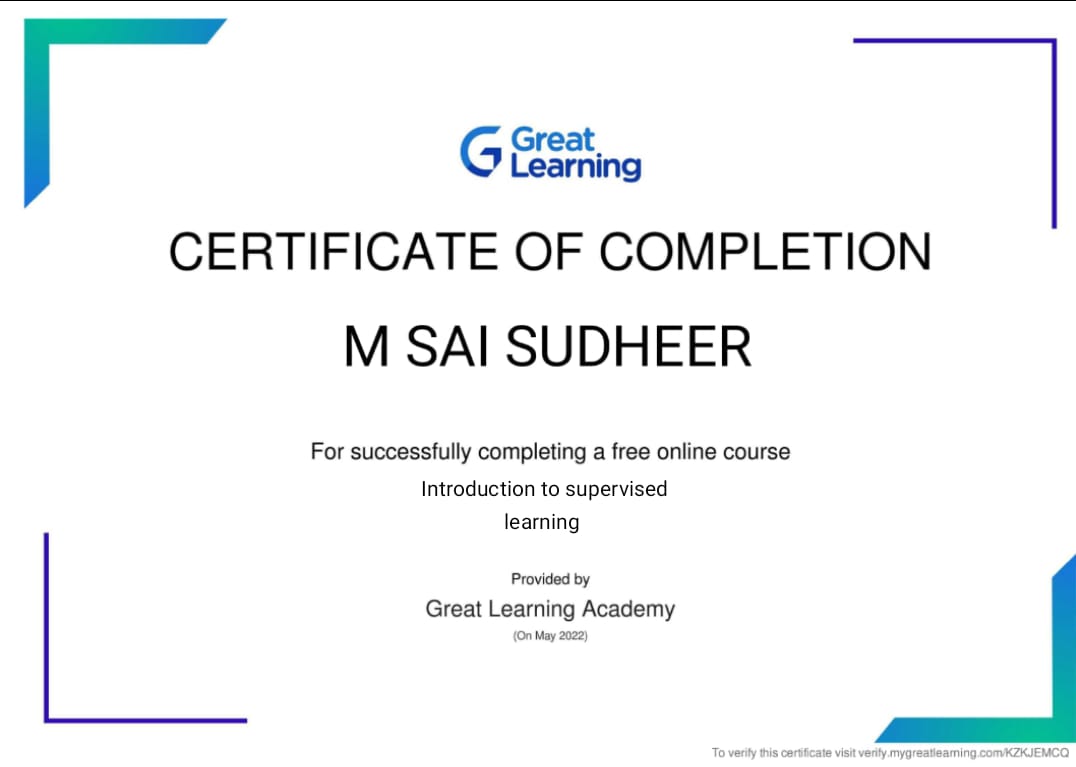 Great
Learning
CERTIFICATE OF COMPLETION
M SAI SUDHEER
For successfully completing a free online course
Introduction to supervised
learning
Provided by
Great Learning Academy
(On May 2022)
To verify this certificate visit verify.mygreatlearning.com/KZKJEMCQ